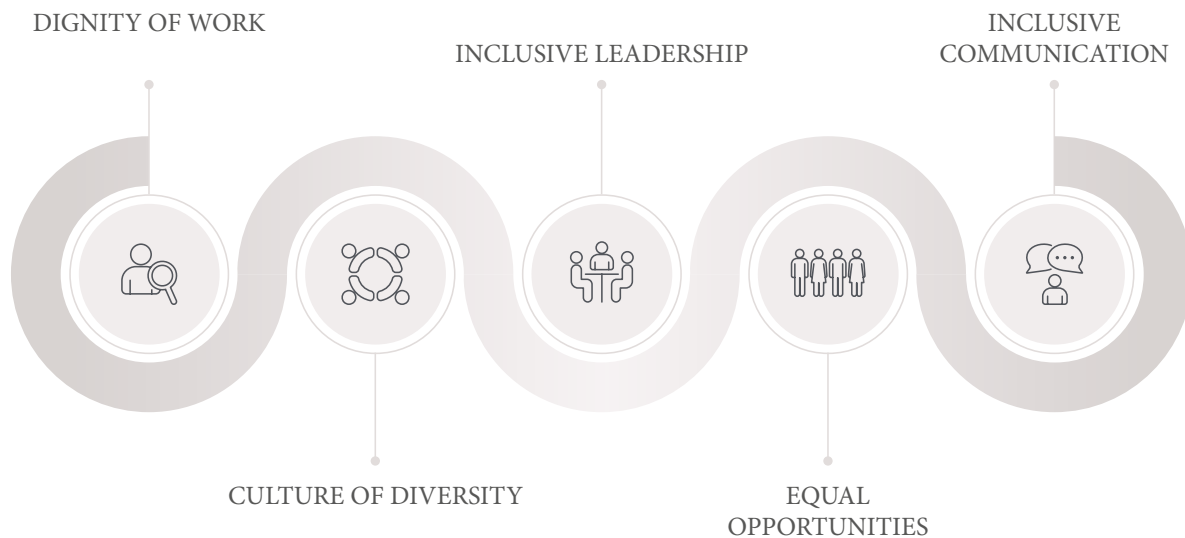 DIGNITY OF WORK
INCLUSIVE LEADERSHIP
INCLUSIVE
COMMUNICATION
CULTURE OF DIVERSITY
EQUAL
OPPORTUNITIES